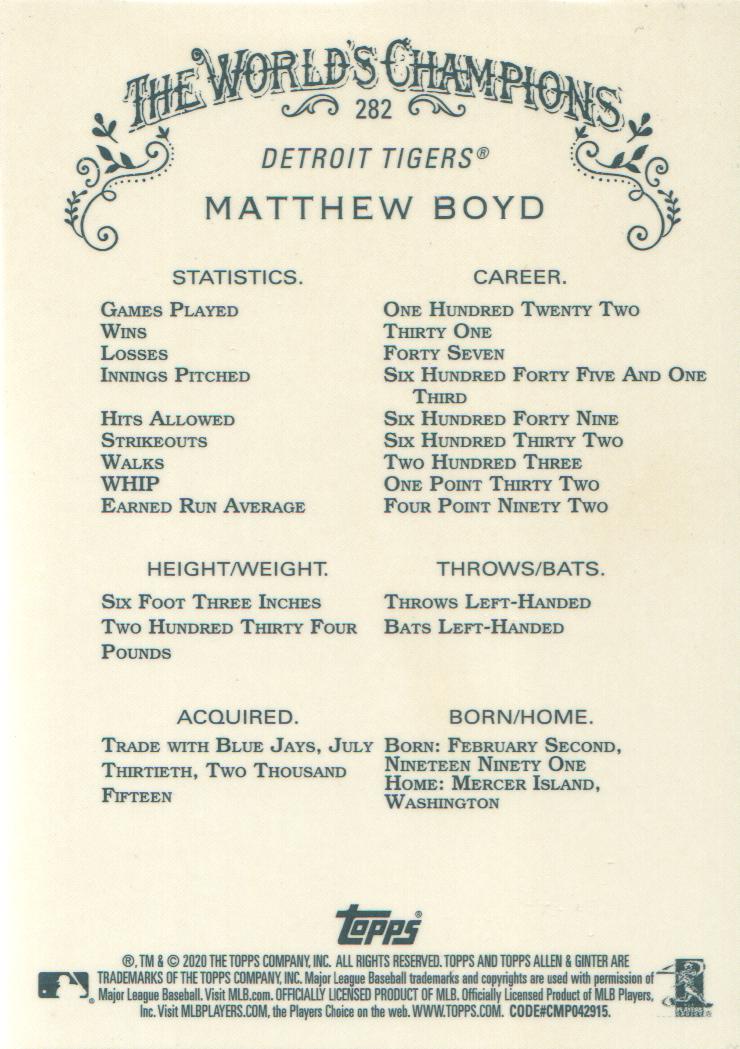 THE WORLD'S CHAMPIONS
282
DETROIT TIGERS®
MATTHEW BOYD
STATISTICS.
CAREER.
GAMES PLAYED ONE HUNDRED TWENTY TWO
WINS THIRTY ONE
LOSSES FORTY SEVEN
INNINGS PITCHED SIX HUNDRED FORTY FIVE AND ONE
THIRD
HITS ALLOWED SIX HUNDRED FORTY NINE
STRIKEOUTS SIX HUNDRED THIRTY TWO
WALKS TWO HUNDRED THREE
WHIP ONE POINT THIRTY TWO
EARNED RUN AVERAGE FOUR POINT NINETY TWO
HEIGHT/WEIGHT.
SIX FOOT THREE INCHES
TWO HUNDRED THIRTY FOUR
POUNDS
THROWS/BATS.
THROWS LEFT-HANDED
BATS LEFT-HANDED
ACQUIRED.
TRADE WITH BLUE JAYS, JULY
THIRTIETH, TWO THOUSAND
FIFTEEN
BORN/HOME.
BORN: FEBRUARY SECOND,
NINETEEN NINETY ONE
HOME: MERCER ISLAND,
WASHINGTON
Topps®
®, TM & © 2020 THE TOPPS COMPANY, INC. ALL RIGHTS RESERVED. TOPPS AND TOPPS ALLEN & GINTER ARE
TRADEMARKS OF THE TOPPS COMPANY, INC. Major League Baseball trademarks and copyrights are used with permission of
Major League Baseball. Visit MLB.com. OFFICIALLY LICENSED PRODUCT OF MLB. Officially Licensed Product of MLB Players,
Inc. Visit MLBPLAYERS.COM, the Players Choice on the web. WWW.TOPPS.COM. CODE#CMP042915.